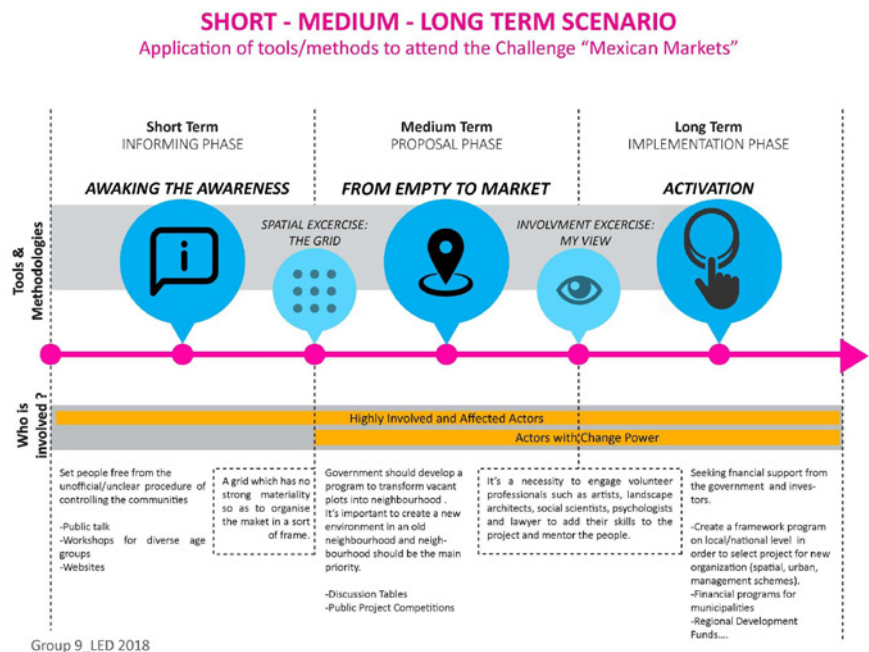 SHORT - MEDIUM - LONG TERM SCENARIO
Application of tools/methods to attend the Challenge “Mexican Markets”
Short Term
INFORMING PHASE
Medium Term
PROPOSAL PHASE
Long Term
IMPLEMENTATION PHASE
AWAKING THE AWARENESS
FROM EMPTY TO MARKET
ACTIVATION
Tools &
Methodologies
SPATIAL EXCERCISE:
THE GRID
INVOLVMENT EXCERCISE:
MY VIEW
i
Who is
involved ?
Highly Involved and Affected Actors
Actors with Change Power
Set people free from the
unofficial/unclear procedure of
controlling the communities
-Public talk
-Workshops for diverse age
groups
-Websites
A grid which has no
strong materiality
so as to organise
the maket in a sort
of frame.
Government should develop a
program to transform vacant
plots into neighbourhood .
It's important to create a new
environment in an old
neighbourhood and neigh-
bourhood should be the main
priority.
-Discussion Tables
-Public Project Competitions
It's a necessity to engage volunteer
professionals such as artists, landscape
architects, social scientists, psychologists
and lawyer to add their skills to the
project and mentor the people.
Seeking fnancial support from
the government and inves-
tors.
-Create a framework program
on local/national level in
order to select project for new
organization (spatial, urban,
management schemes).
-Financial programs for
municipalities
-Regional Development
Funds....
Group 9_LED 2018